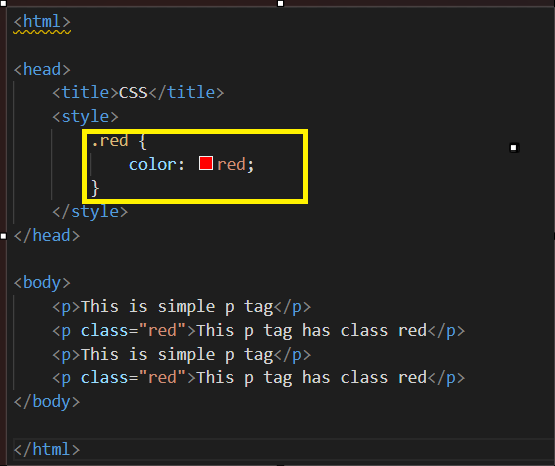 <html>
<head>
<title>CSS</title>
<style>
.red {
color: red;
}
</style>
</head>
<body>
<p>This is simple p tag</p>
<p class="red">This p tag has class red</p>
<p>This is simple p tag</p>
<p class="red">This p tag has class red</p>
</body>
</html>